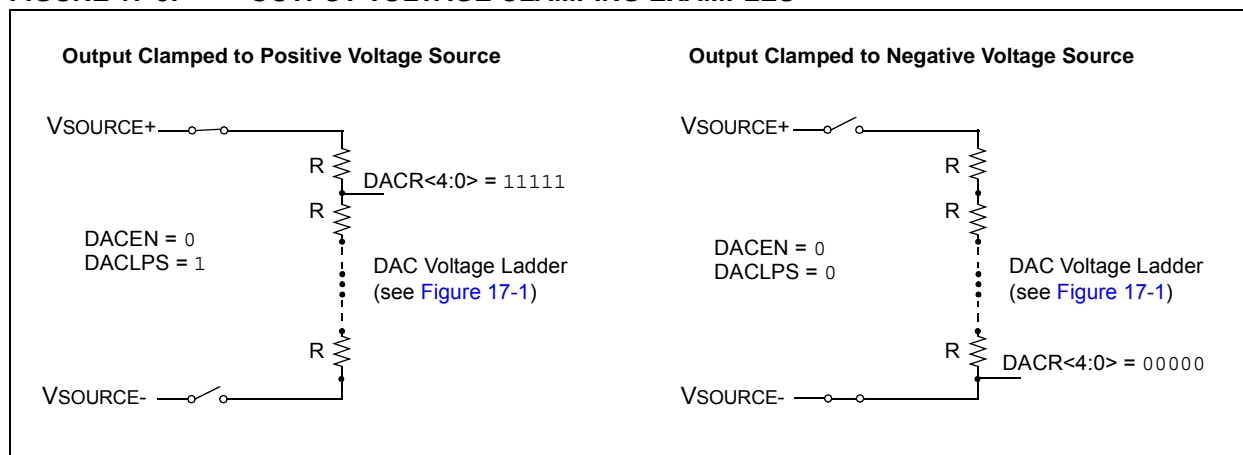 Output Clamped to Positive Voltage Source
VSOURCE+
R
DACR<4:0> = 11111
R
DACEN = 0
DACLPS = 1
DAC Voltage Ladder
(see Figure 17-1)
R
VSOURCE-
Output Clamped to Negative Voltage Source
VSOURCE+
R
R
DACEN = 0
DACLPS = 0
DAC Voltage Ladder
(see Figure 17-1)
R
DACR<4:0> = 00000
VSOURCE-